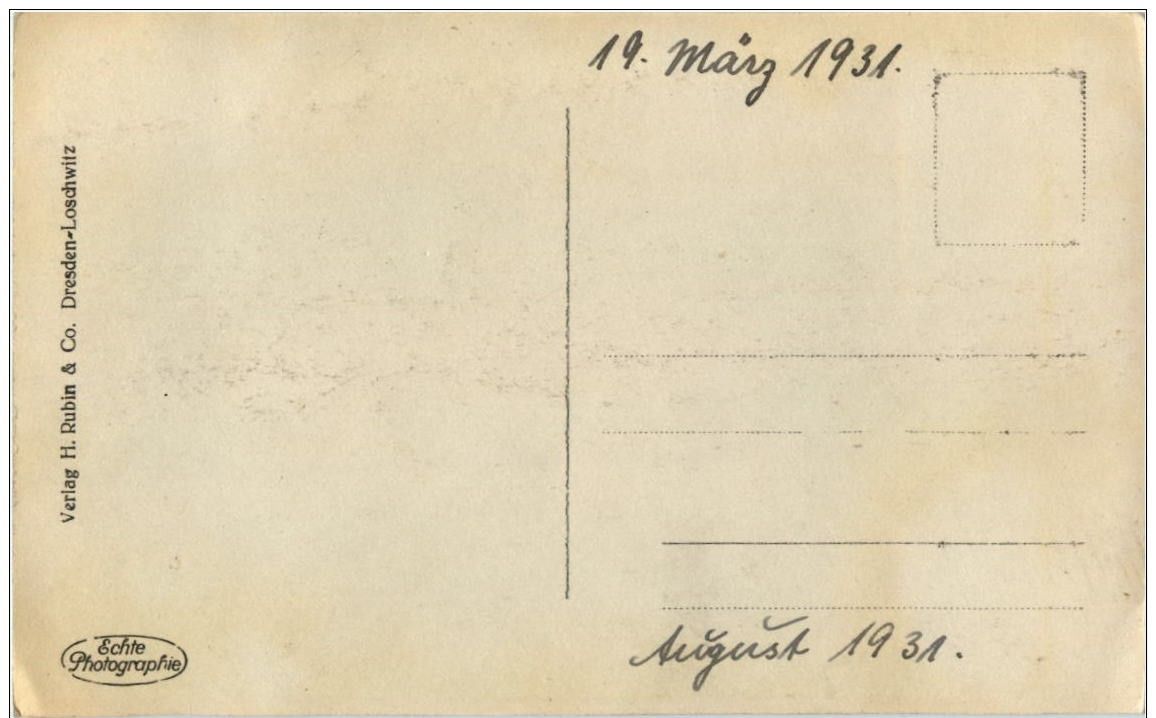 19. März 1931.
Verlag H. Rubin & Co. Dresden-Loschwitz
Echte
Photographie
August 1931.